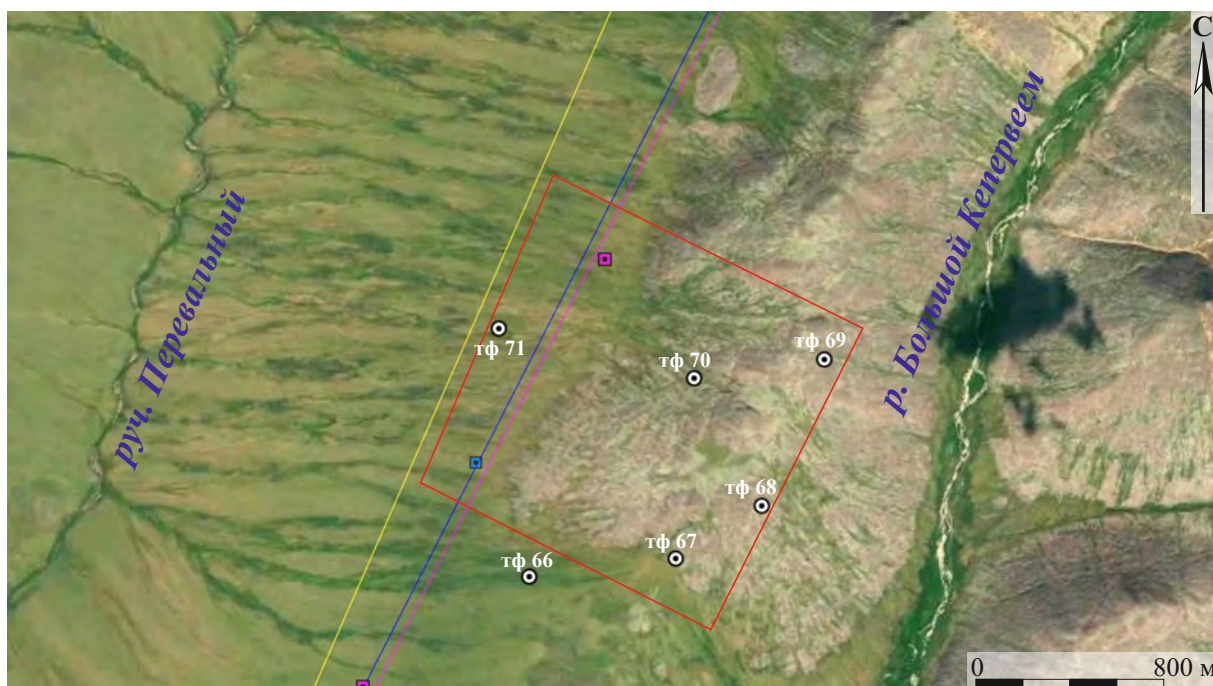 С
руч. Перевальный
р. Большой Кепервеем
тф 71
тф 70
тф 69
тф 68
тф 67
тф 66
0 800 м